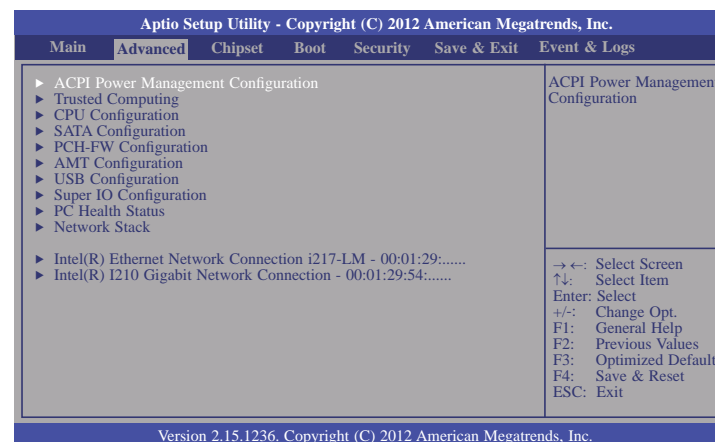 Aptio Setup Utility - Copyright (C) 2012 American Megatrends, Inc.
Main Advanced Chipset Boot Security Save & Exit Event & Logs
► ACPI Power Management Configuration
► Trusted Computing
► CPU Configuration
► SATA Configuration
► PCH-FW Configuration
► AMT Configuration
► USB Configuration
► Super IO Configuration
► PC Health Status
► Network Stack
► Intel(R) Ethernet Network Connection i217-LM - 00:01:29:......
► Intel(R) I210 Gigabit Network Connection - 00:01:29:54:......
ACPI Power Managemen
Configuration
→←: Select Screen
↑↓: Select Item
Enter: Select
+/-: Change Opt.
F1: General Help
F2: Previous Values
F3: Optimized Default
F4: Save & Reset
ESC: Exit
Version 2.15.1236. Copyright (C) 2012 American Megatrends, Inc.